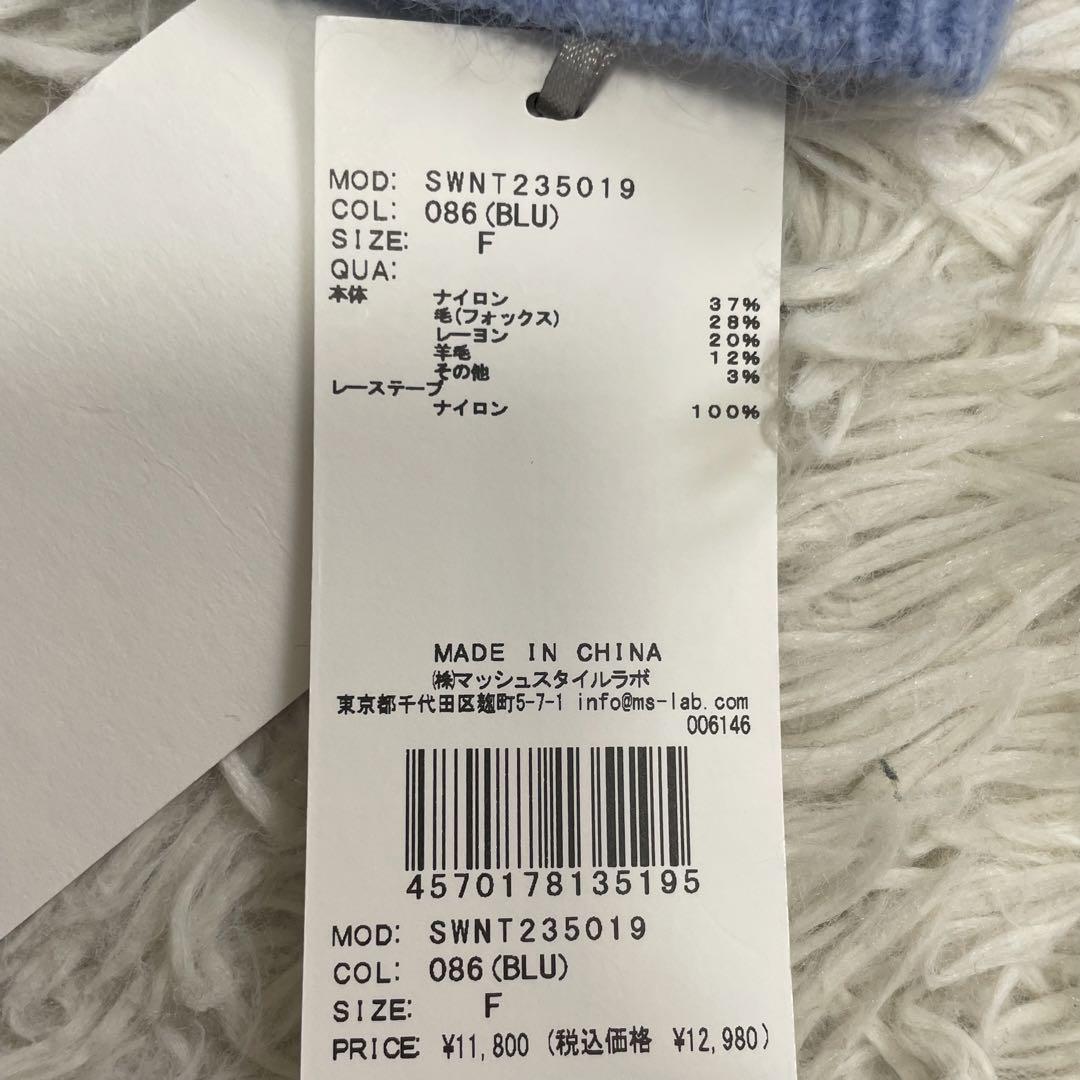 MOD: SWNT235019
COL: 086(BLU)
SIZE: F
QUA:
本体 ナイロン 37%
毛(フォックス) 28%
レーヨン 20%
羊毛 12%
その他 3%
レーステープ
ナイロン 100%
MADE IN CHINA
㈱マッシュスタイルラボ
東京都千代田区麹町5-7-1 info@ms-lab.com
006146
4570178135195
MOD: SWNT235019
COL: 086(BLU)
SIZE: F
PRICE: ¥11,800 (税込価格 ¥12,980)